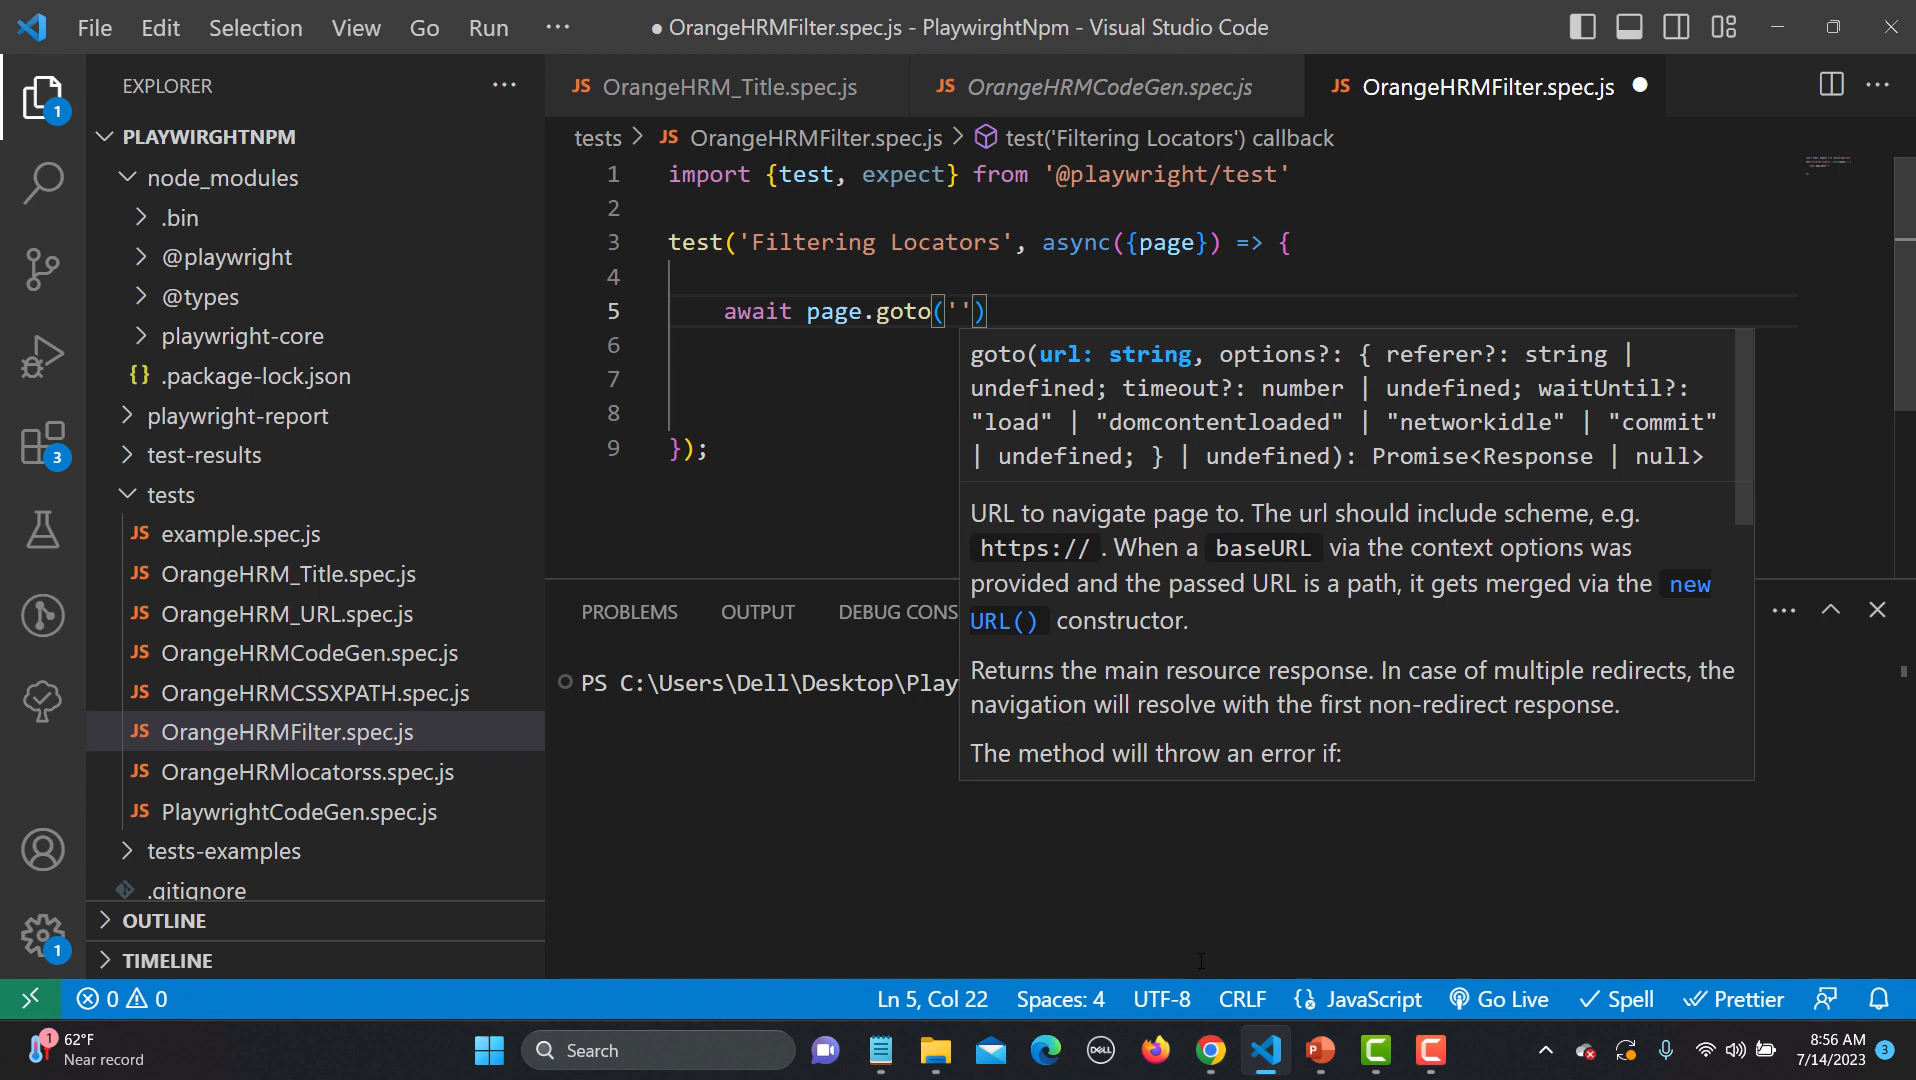 File Edit Selection View Go Run ··· ● OrangeHRMFilter.spec.js - PlaywirghtNpm - Visual Studio Code
EXPLORER ···
JS OrangeHRM_Title.spec.js JS OrangeHRMCodeGen.spec.js JS OrangeHRMFilter.spec.js ● ···
tests > JS OrangeHRMFilter.spec.js > test('Filtering Locators') callback
PLAYWIRGHTNPM
node_modules
.bin
@playwright
@types
playwright-core
{} .package-lock.json
playwright-report
test-results
tests
JS example.spec.js
JS OrangeHRM_Title.spec.js
JS OrangeHRM_URL.spec.js
JS OrangeHRMCodeGen.spec.js
JS OrangeHRMCSSXPATH.spec.js
JS OrangeHRMFilter.spec.js
JS OrangeHRMlocatorss.spec.js
JS PlaywrightCodeGen.spec.js
tests-examples
.gitignore
OUTLINE
TIMELINE
1
3
1
1 import {test, expect} from '@playwright/test'
2
3 test('Filtering Locators', async({page}) => {
4
5 await page.goto('')
6
7
8
9 });
goto(url: string, options?: { referer?: string |
undefined; timeout?: number | undefined; waitUntil?:
"load" | "domcontentloaded" | "networkidle" | "commit"
| undefined; } | undefined): Promise<Response | null>
URL to navigate page to. The url should include scheme, e.g.
https:// . When a baseURL via the context options was
provided and the passed URL is a path, it gets merged via the new
URL() constructor.
Returns the main resource response. In case of multiple redirects, the
navigation will resolve with the first non-redirect response.
The method will throw an error if:
PROBLEMS OUTPUT DEBUG CONS ···
PS C:\Users\Dell\Desktop\Play
0 0 Ln 5, Col 22 Spaces: 4 UTF-8 CRLF {} JavaScript Go Live Spell Prettier
1 62°F
Near record
Search
DELL
8:56 AM
7/14/2023
3